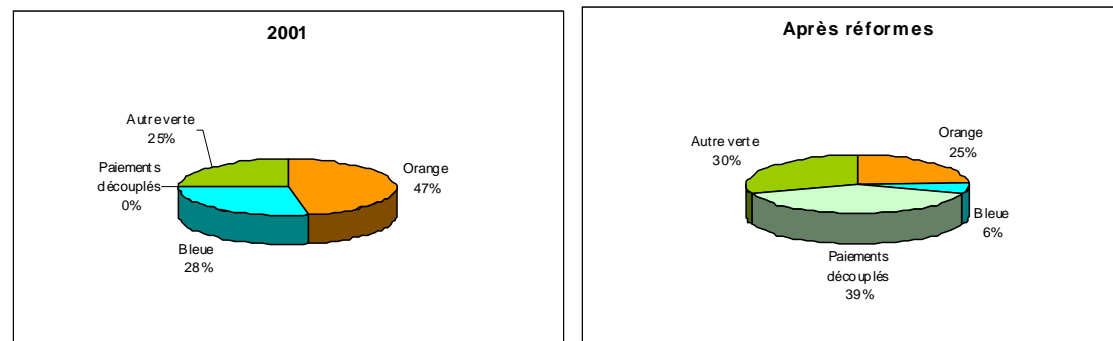 2001
Autre verte
25%
Paiements
découplés
0%
Orange
47%
Bleue
28%
Après réformes
Autre verte
30%
Orange
25%
Bleue
6%
Paiements
découplés
39%